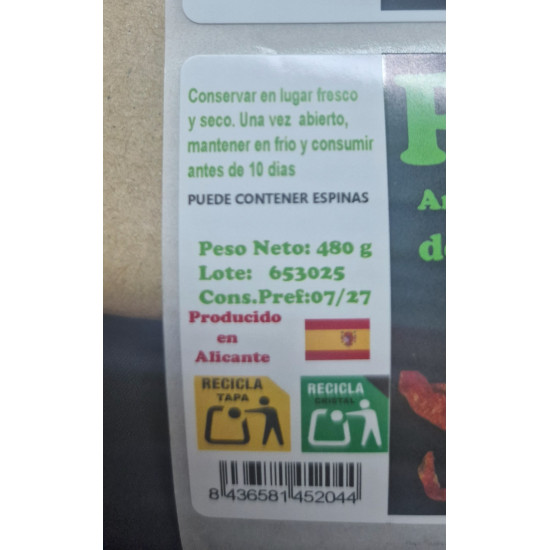 Conservar en lugar fresco
y seco. Una vez abierto,
mantener en frio y consumir
antes de 10 dias
PUEDE CONTENER ESPINAS
Peso Neto: 480 g
Lote: 653025
Cons.Pref:07/27
Producido
en
Alicante
RECICLA
TAPA
RECICLA
CRISTAL
8 436581 452044